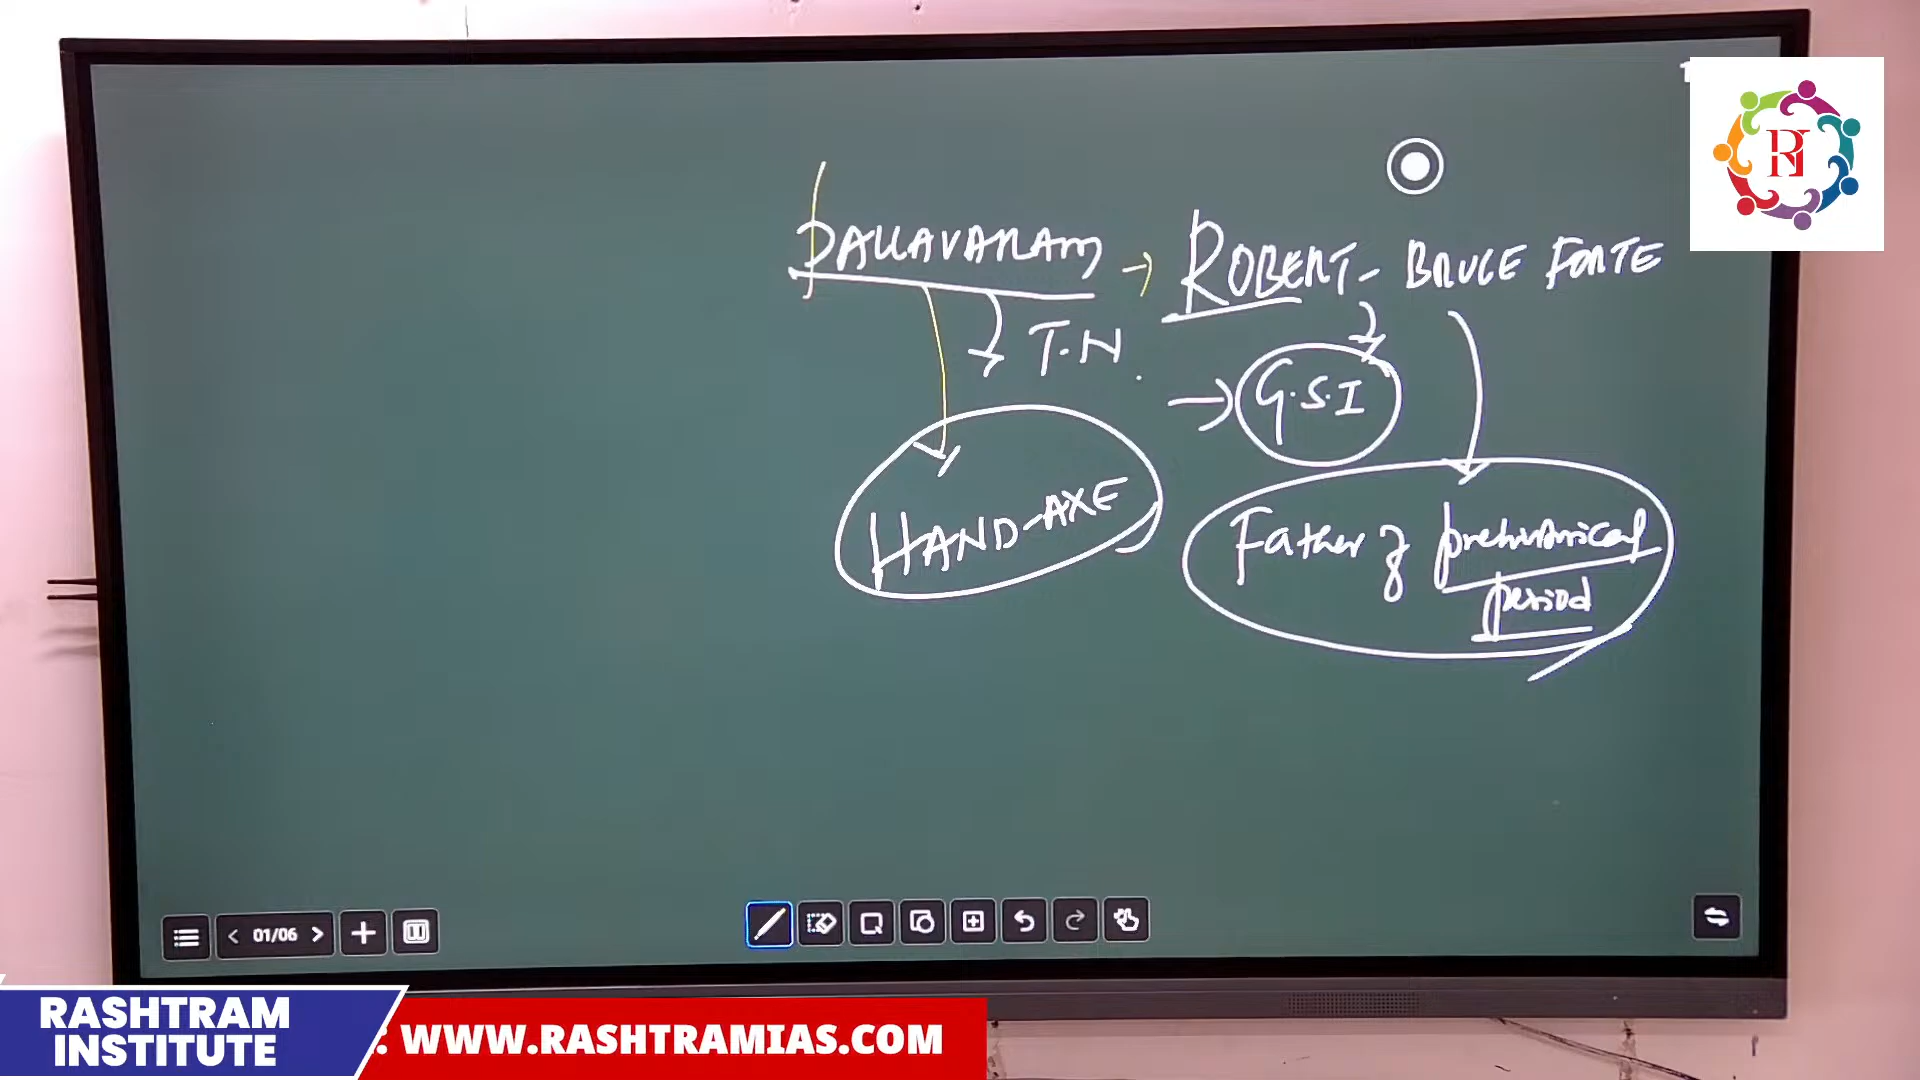 PALLAVARAM → ROBERT- BRUCE FOOTE
T.N.
→ G.S.I
HAND-AXE
Father of prehistorical
period
01/06
RASHTRAM
INSTITUTE
: WWW.RASHTRAMIAS.COM